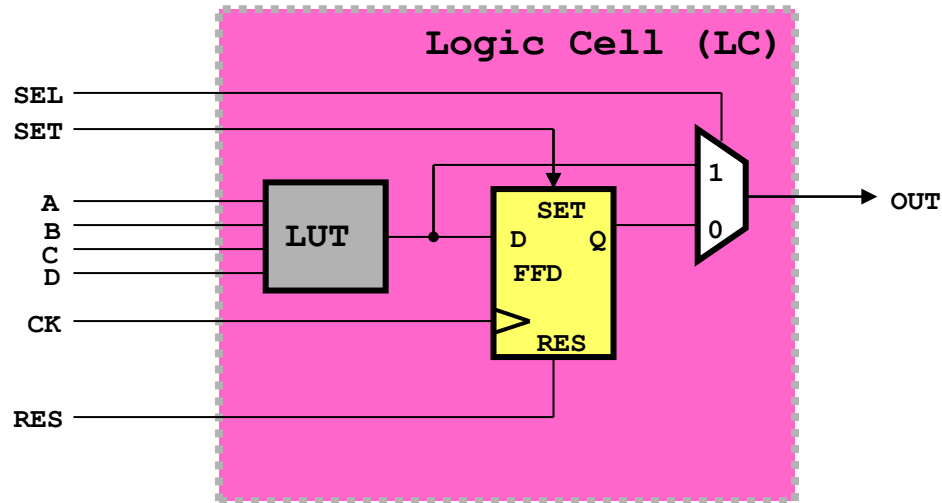 Logic Cell (LC)
SEL
SET
1
A
B
C
D
LUT
SET
D
Q
FFD
RES
0
OUT
CK
RES